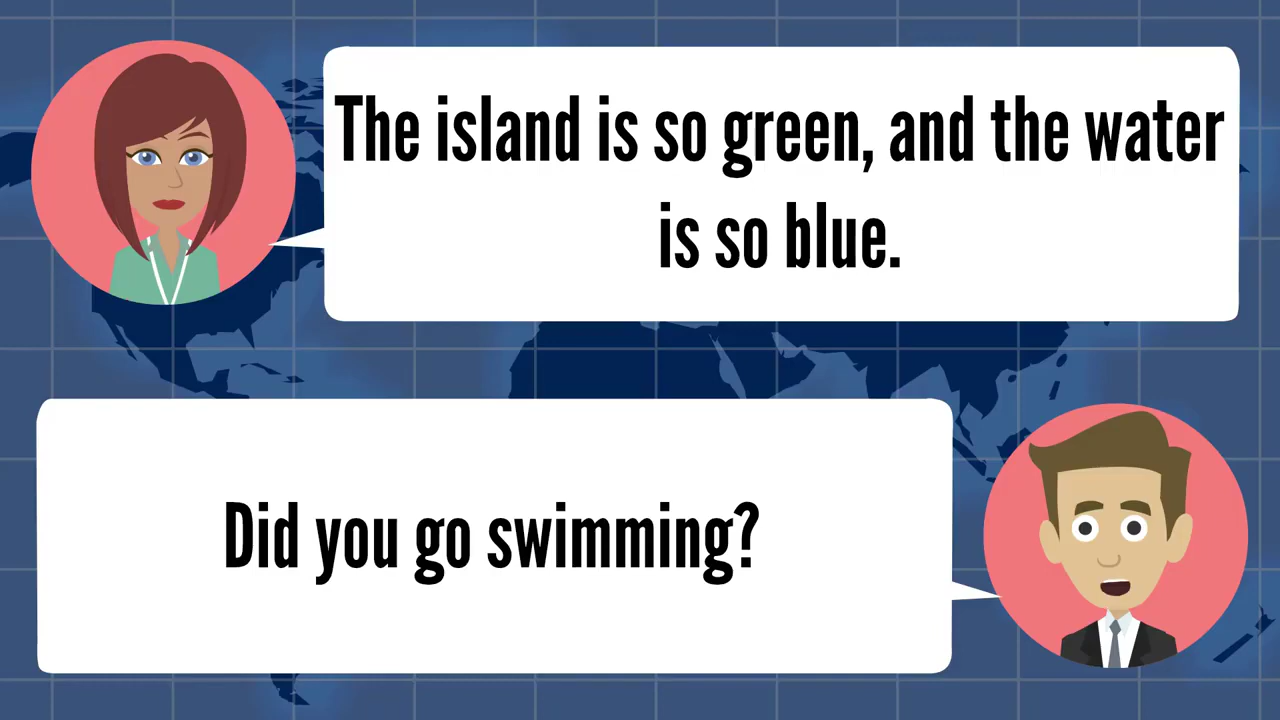 The island is so green, and the water
is so blue.
Did you go swimming?